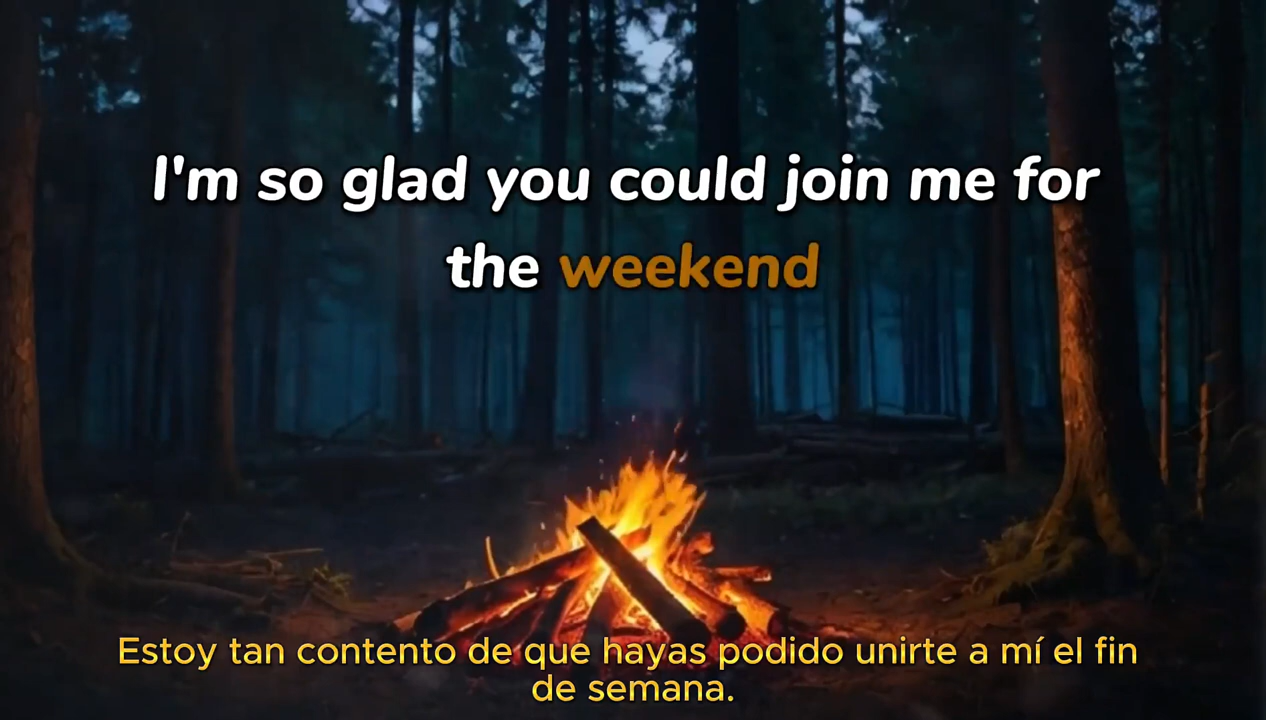 I'm so glad you could join me for
the weekend
Estoy tan contento de que hayas podido unirte a mí el fin
de semana.